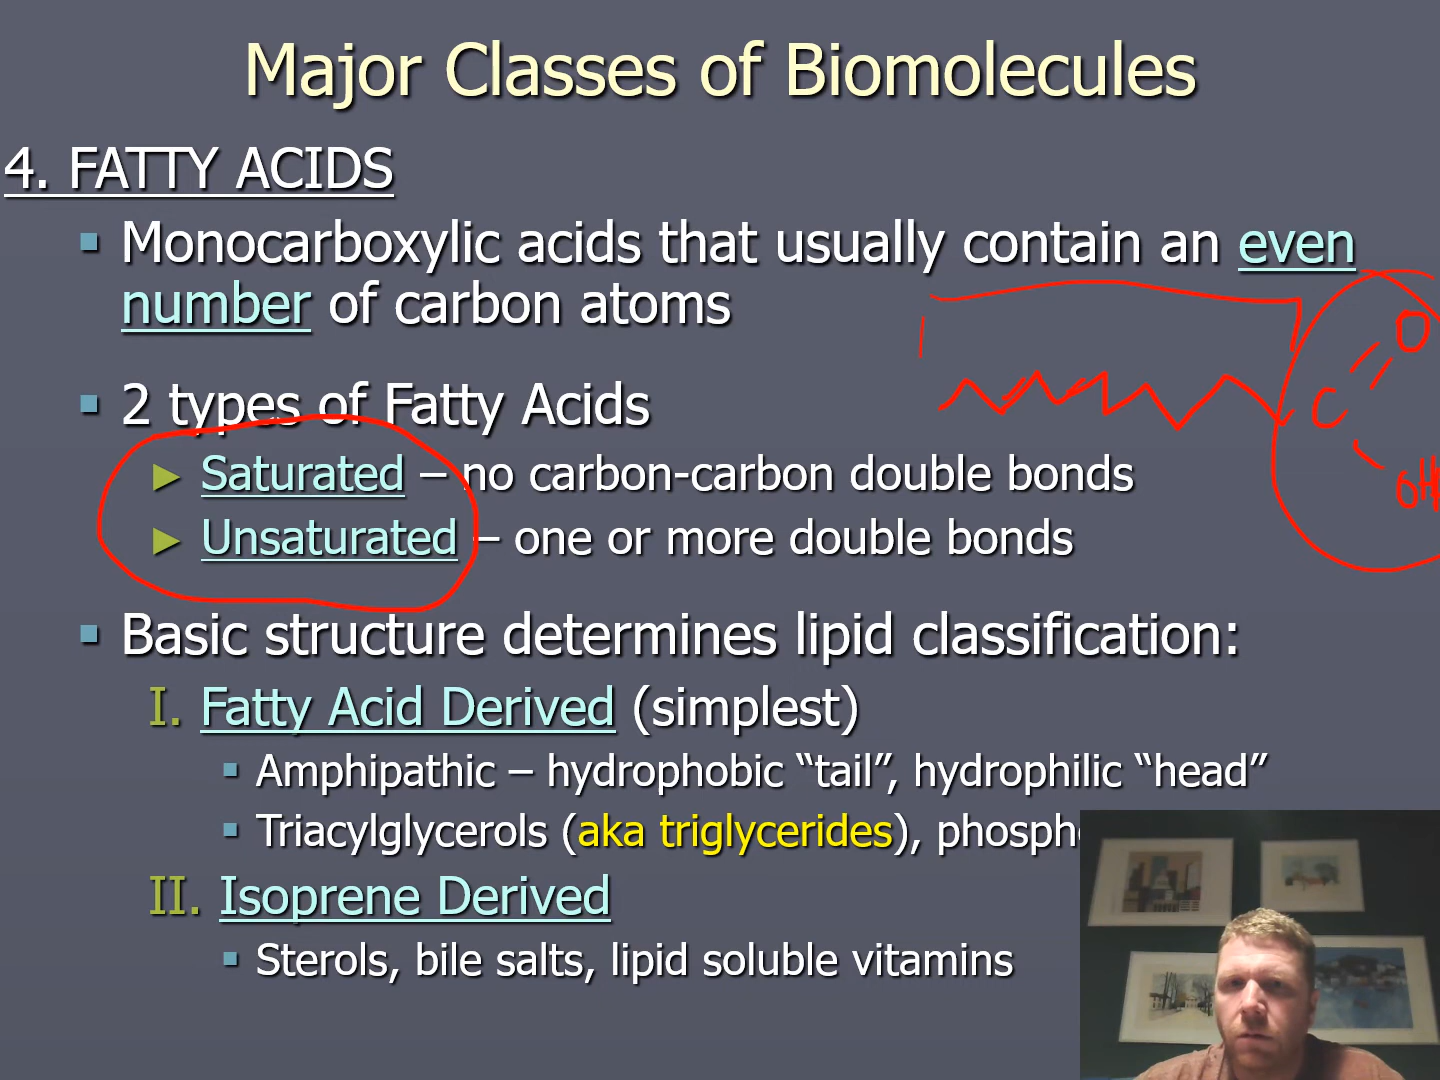 Major Classes of Biomolecules
4. FATTY ACIDS
Monocarboxylic acids that usually contain an even
number of carbon atoms
O
C
OH
2 types of Fatty Acids
Saturated – no carbon-carbon double bonds
Unsaturated – one or more double bonds
Basic structure determines lipid classification:
I. Fatty Acid Derived (simplest)
Amphipathic – hydrophobic “tail”, hydrophilic “head”
Triacylglycerols (aka triglycerides),
II. Isoprene Derived
Sterols, bile salts, lipid soluble vitamins